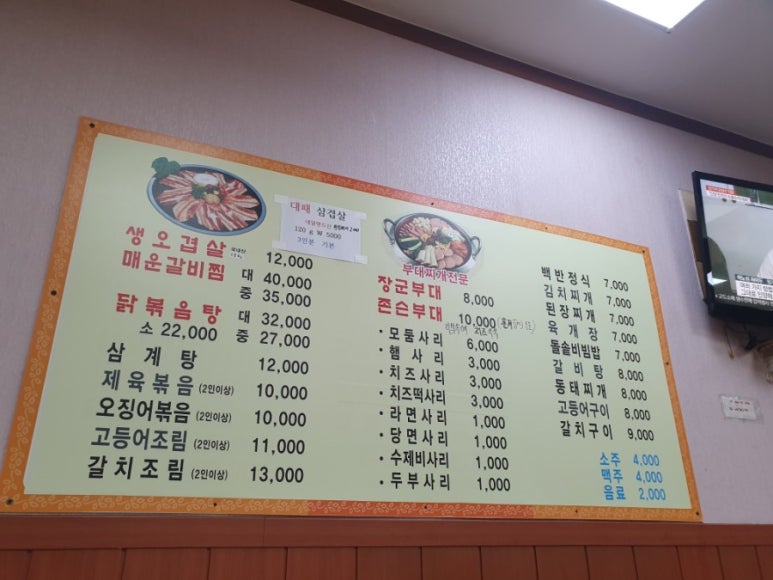 대패 삼겹살
120 g ₩ 5000
3인분 기본
생오겹살 12,000
매운갈비찜 대 40,000
중 35,000
닭볶음탕 대 32,000
소 22,000 중 27,000
삼계탕 12,000
제육볶음 (2인이상) 10,000
오징어볶음 (2인이상) 10,000
고등어조림 (2인이상) 11,000
갈치조림 (2인이상) 13,000
부대찌개전문
장군부대 8,000
존슨부대 10,000
• 모둠사리 6,000
• 햄사리 3,000
• 치즈사리 3,000
• 치즈떡사리 3,000
• 라면사리 1,000
• 당면사리 1,000
• 수제비사리 1,000
• 두부사리 1,000
백반정식 7,000
김치찌개 7,000
된장찌개 7,000
육개장 7,000
돌솥비빔밥 7,000
갈비탕 8,000
동태찌개 8,000
고등어구이 8,000
갈치구이 9,000
소주 4,000
맥주 4,000
음료 2,000